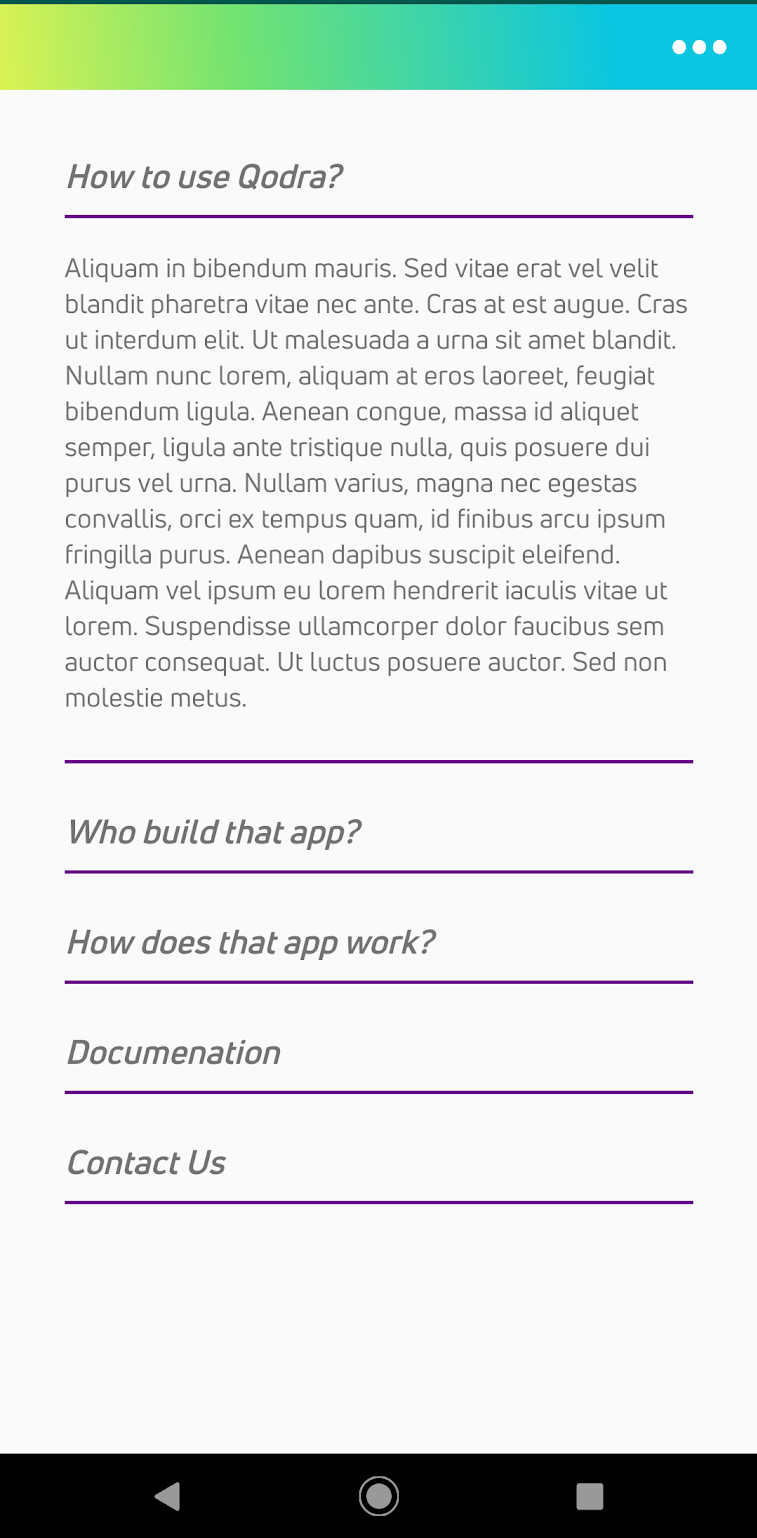 How to use Qodra?
Aliquam in bibendum mauris. Sed vitae erat vel velit
blandit pharetra vitae nec ante. Cras at est augue. Cras
ut interdum elit. Ut malesuada a urna sit amet blandit.
Nullam nunc lorem, aliquam at eros laoreet, feugiat
bibendum ligula. Aenean congue, massa id aliquet
semper, ligula ante tristique nulla, quis posuere dui
purus vel urna. Nullam varius, magna nec egestas
convallis, orci ex tempus quam, id finibus arcu ipsum
fringilla purus. Aenean dapibus suscipit eleifend.
Aliquam vel ipsum eu lorem hendrerit iaculis vitae ut
lorem. Suspendisse ullamcorper dolor faucibus sem
auctor consequat. Ut luctus posuere auctor. Sed non
molestie metus.
Who build that app?
How does that app work?
Documenation
Contact Us